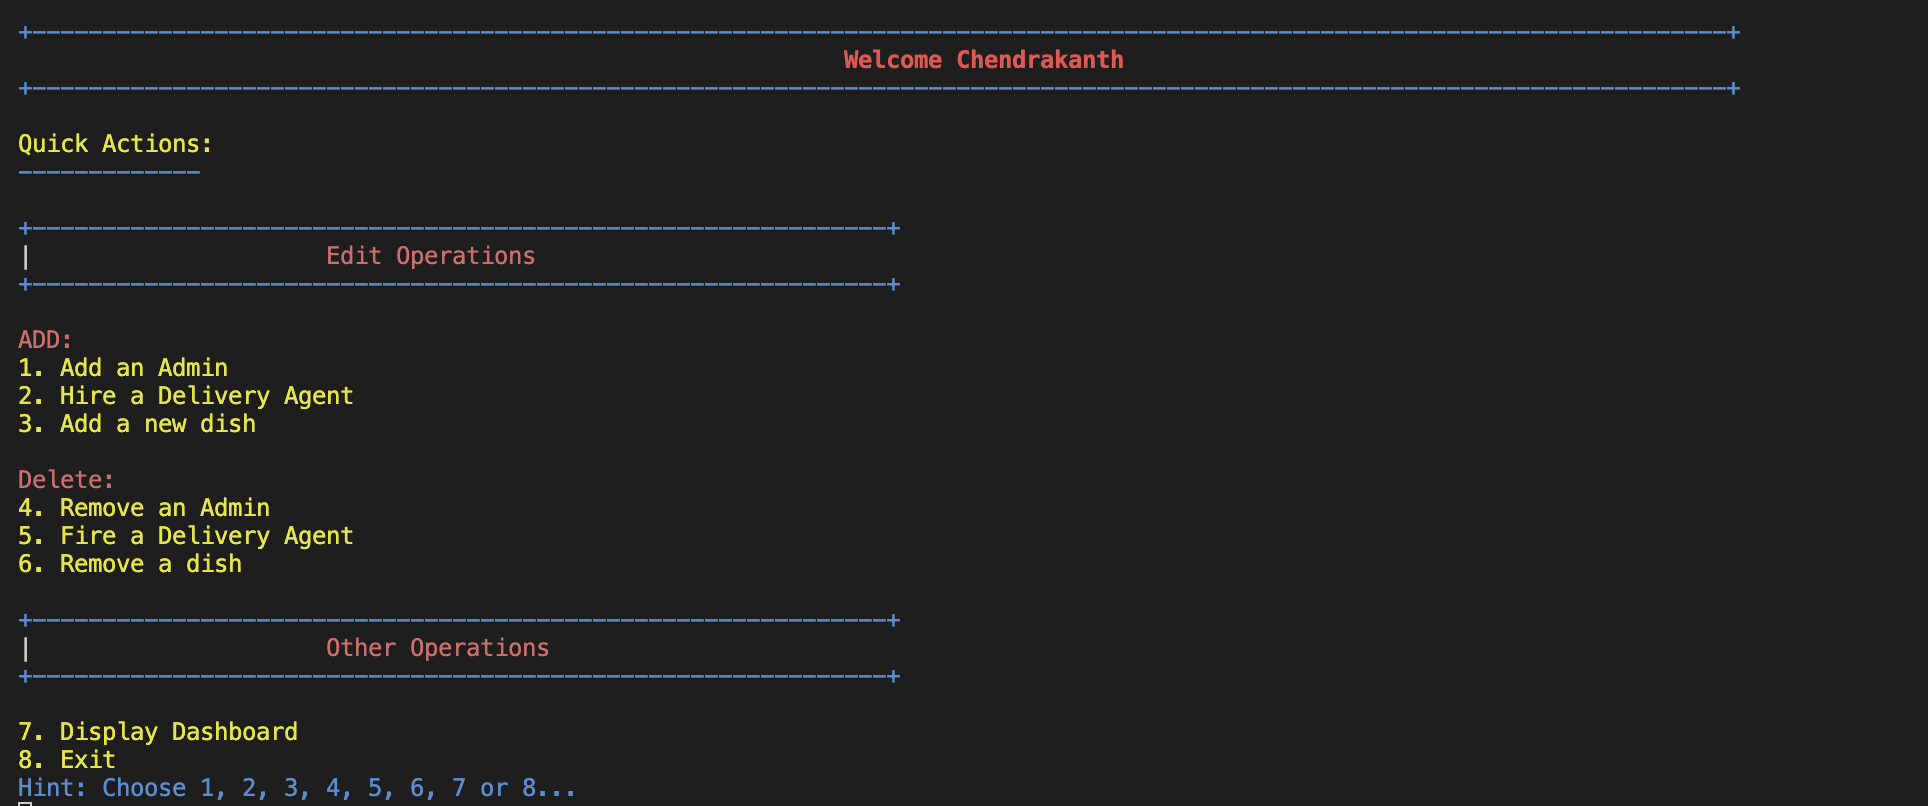 Welcome Chendrakanth
Quick Actions:
Edit Operations
ADD:
1. Add an Admin
2. Hire a Delivery Agent
3. Add a new dish
Delete:
4. Remove an Admin
5. Fire a Delivery Agent
6. Remove a dish
Other Operations
7. Display Dashboard
8. Exit
Hint: Choose 1, 2, 3, 4, 5, 6, 7 or 8...